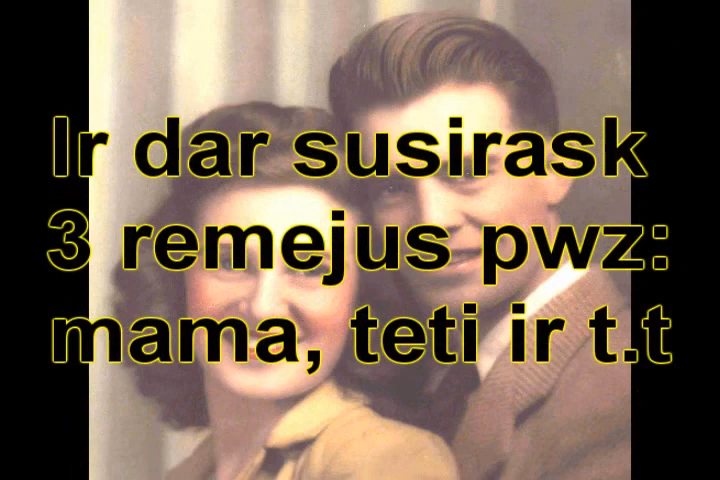 Ir dar susirask
3 remejus pwz:
mama, teti ir t.t